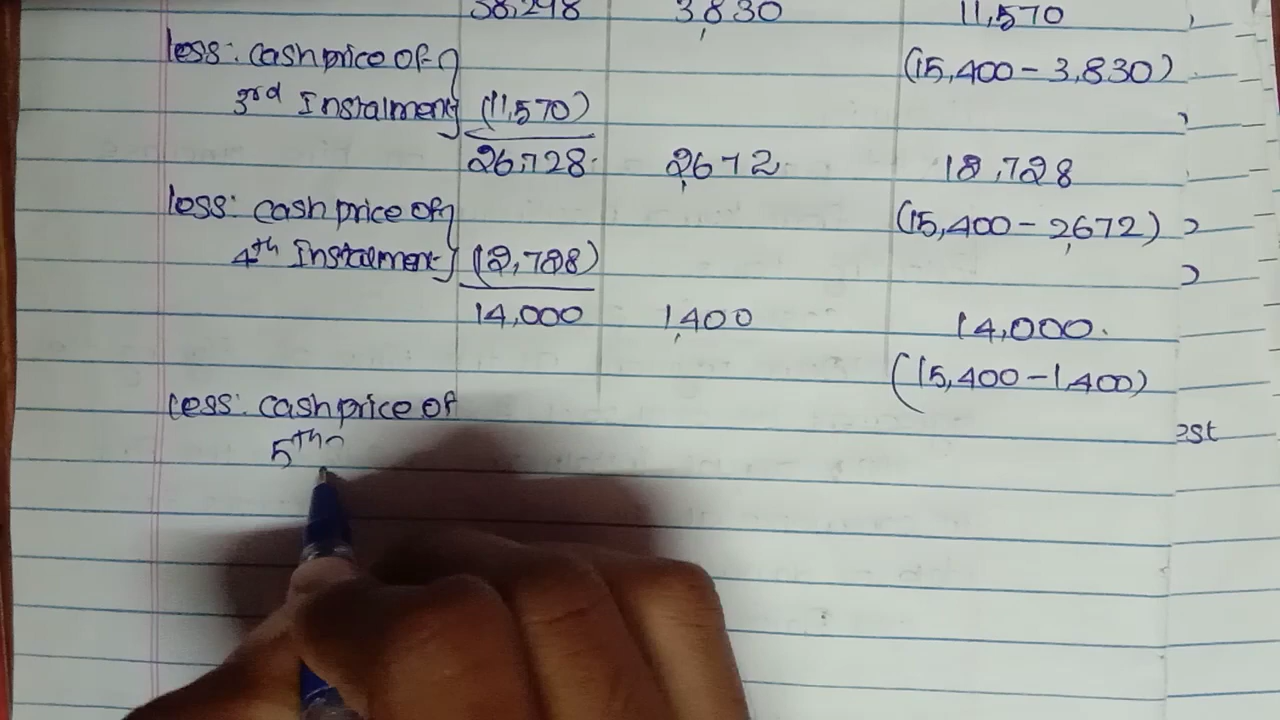 38,298 3,830 11,570
less: cash price of (15,400 - 3,830)
3rd Instalment (11,570)
26,728 2,672 18,728
less: cash price of (15,400 - 2,672)
4th Instalment (12,728)
14,000 1,400 14,000.
(15,400 - 1,400)
Less: cash price of
est
5th